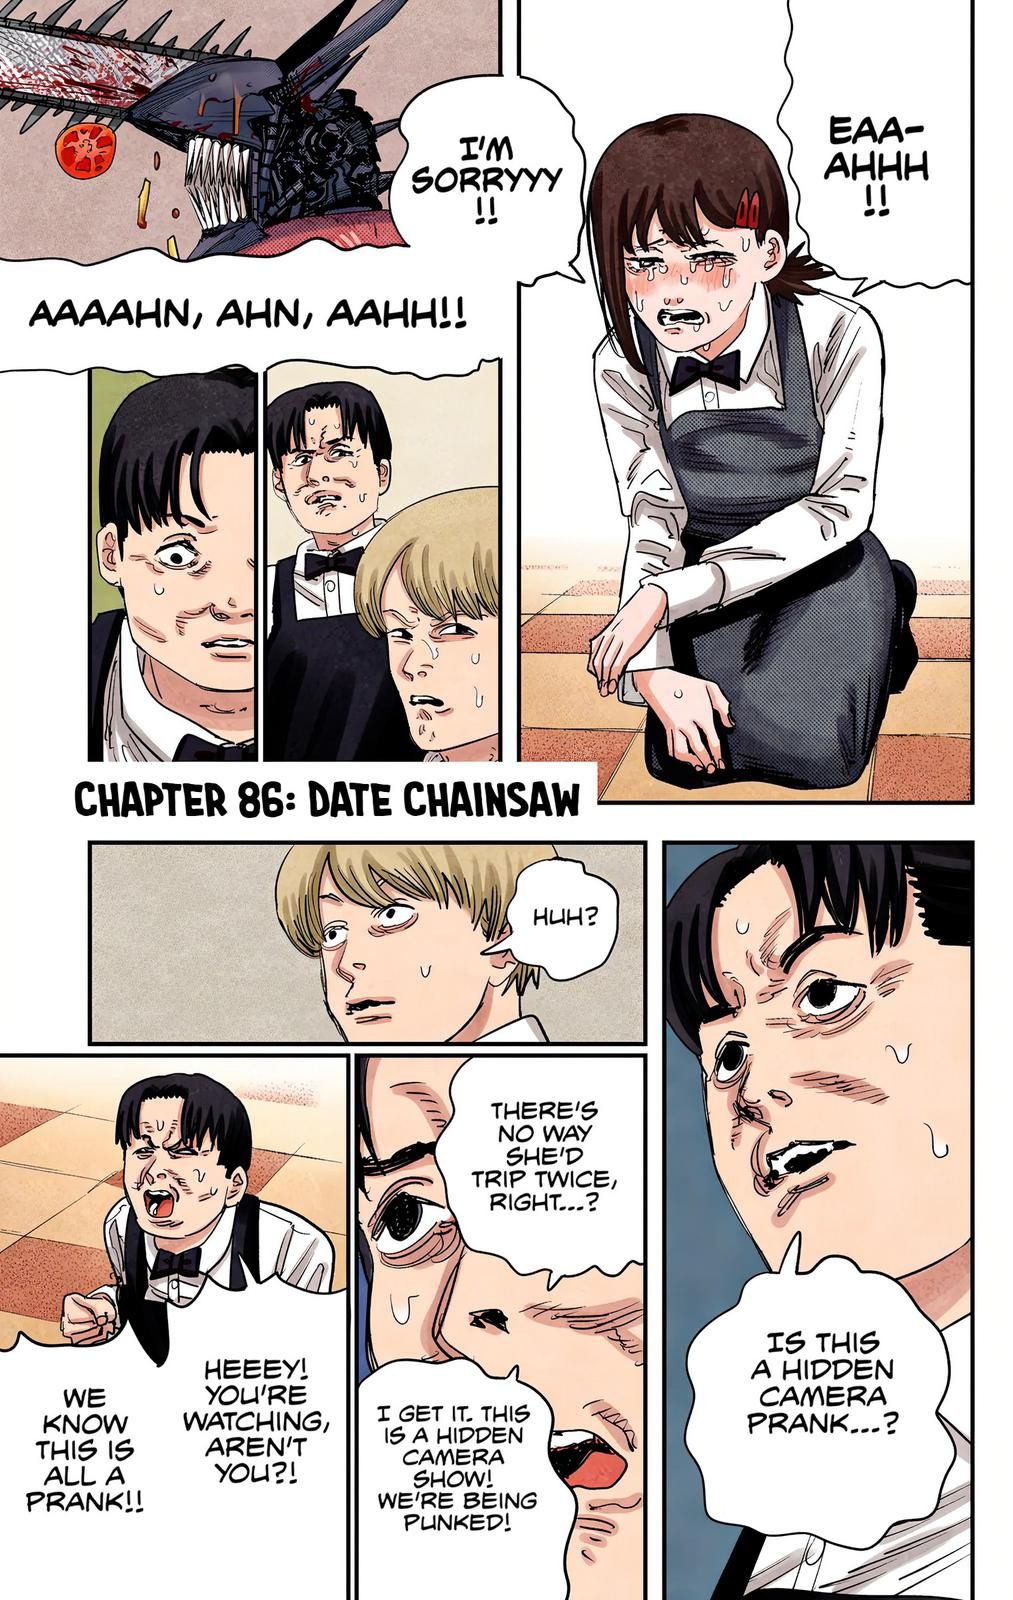 EAA-
AHHH
!!
I'M
SORRYYY
!!
AAAAHN, AHN, AAHH!!
CHAPTER 86: DATE CHAINSAW
IS THIS
A HIDDEN
CAMERA
PRANK...?
HUH?
THERE'S
NO WAY
SHE'D
TRIP TWICE,
RIGHT...?
I GET IT. THIS
IS A HIDDEN
CAMERA
SHOW!
WE'RE BEING
PUNKED!
HEEEY!
YOU'RE
WATCHING,
AREN'T
YOU?!
WE
KNOW
THIS IS
ALL A
PRANK!!